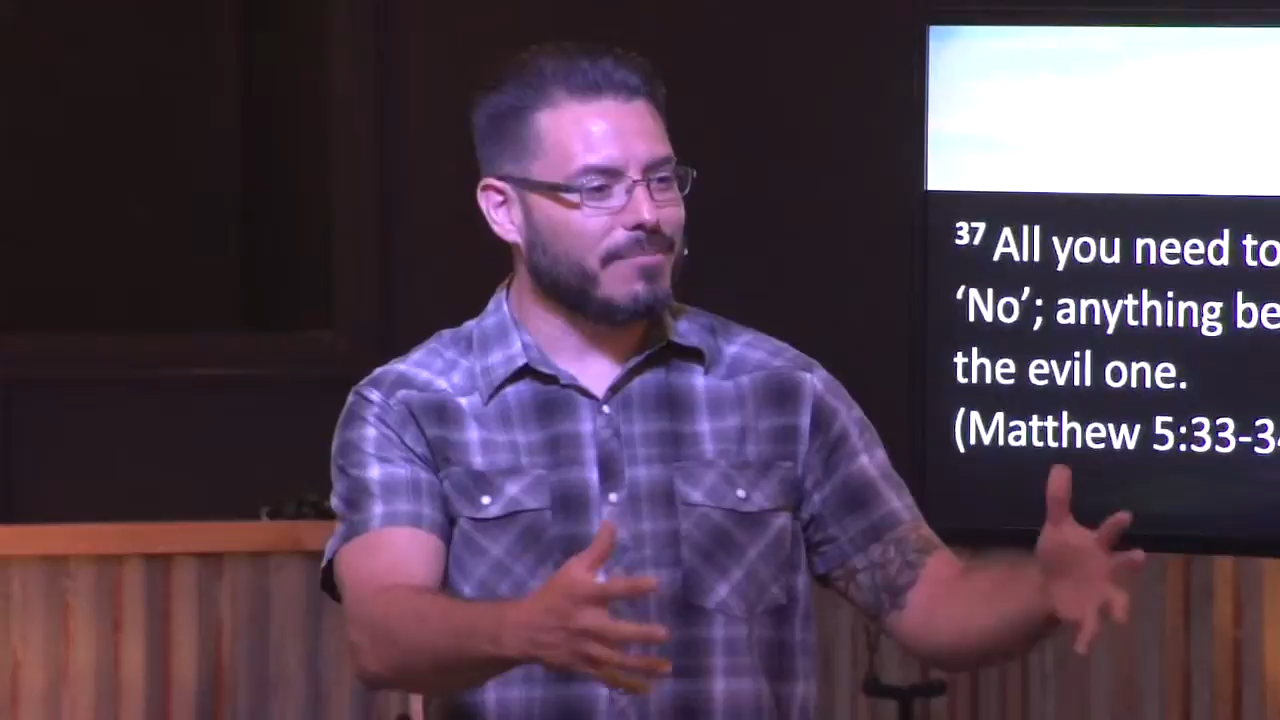 37 All you need to
‘No’; anything be
the evil one.
(Matthew 5:33-3